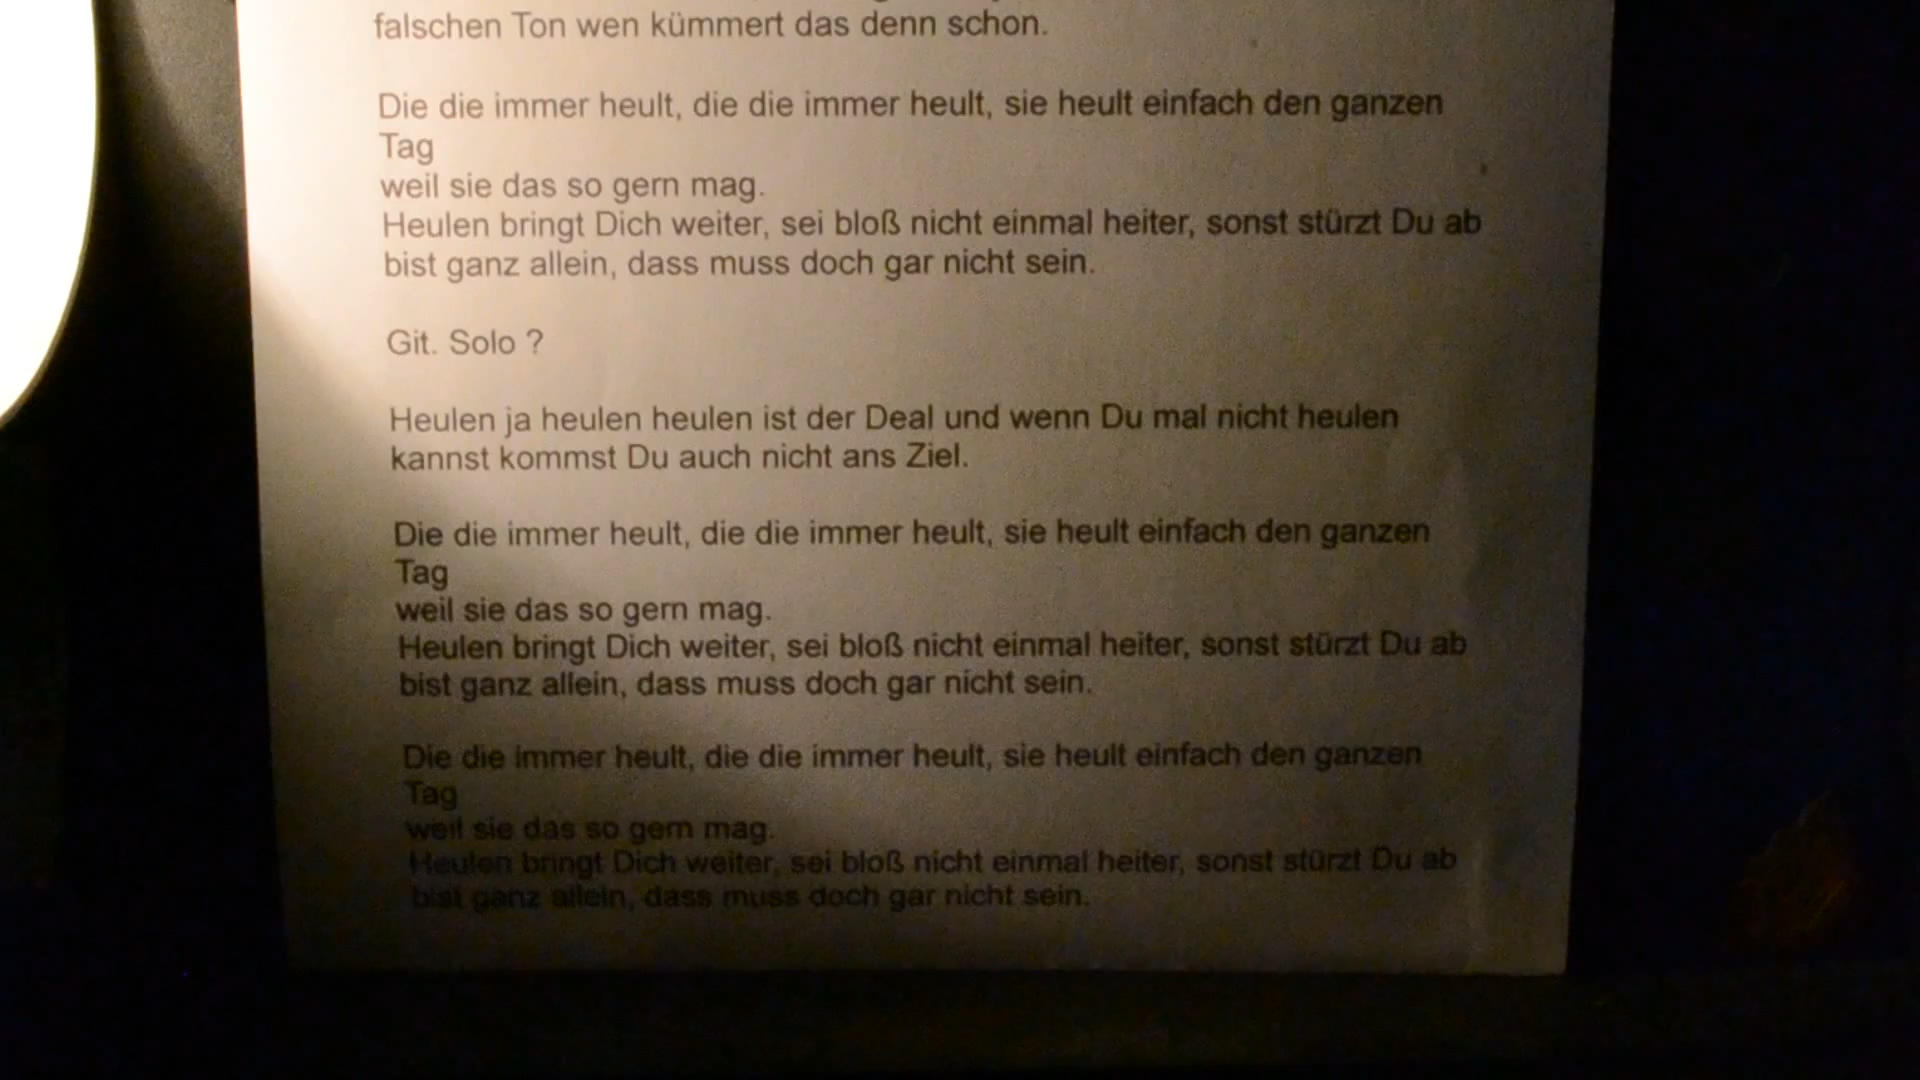 falschen Ton wen kümmert das denn schon.
Die die immer heult, die die immer heult, sie heult einfach den ganzen
Tag
weil sie das so gern mag.
Heulen bringt Dich weiter, sei bloß nicht einmal heiter, sonst stürzt Du ab
bist ganz allein, dass muss doch gar nicht sein.
Git. Solo ?
Heulen ja heulen heulen ist der Deal und wenn Du mal nicht heulen
kannst kommst Du auch nicht ans Ziel.
Die die immer heult, die die immer heult, sie heult einfach den ganzen
Tag
weil sie das so gern mag.
Heulen bringt Dich weiter, sei bloß nicht einmal heiter, sonst stürzt Du ab
bist ganz allein, dass muss doch gar nicht sein.
Die die immer heult, die die immer heult, sie heult einfach den ganzen
Tag
weil sie das so gern mag.
Heulen bringt Dich weiter, sei bloß nicht einmal heiter, sonst stürzt Du ab
bist ganz allein, dass muss doch gar nicht sein.